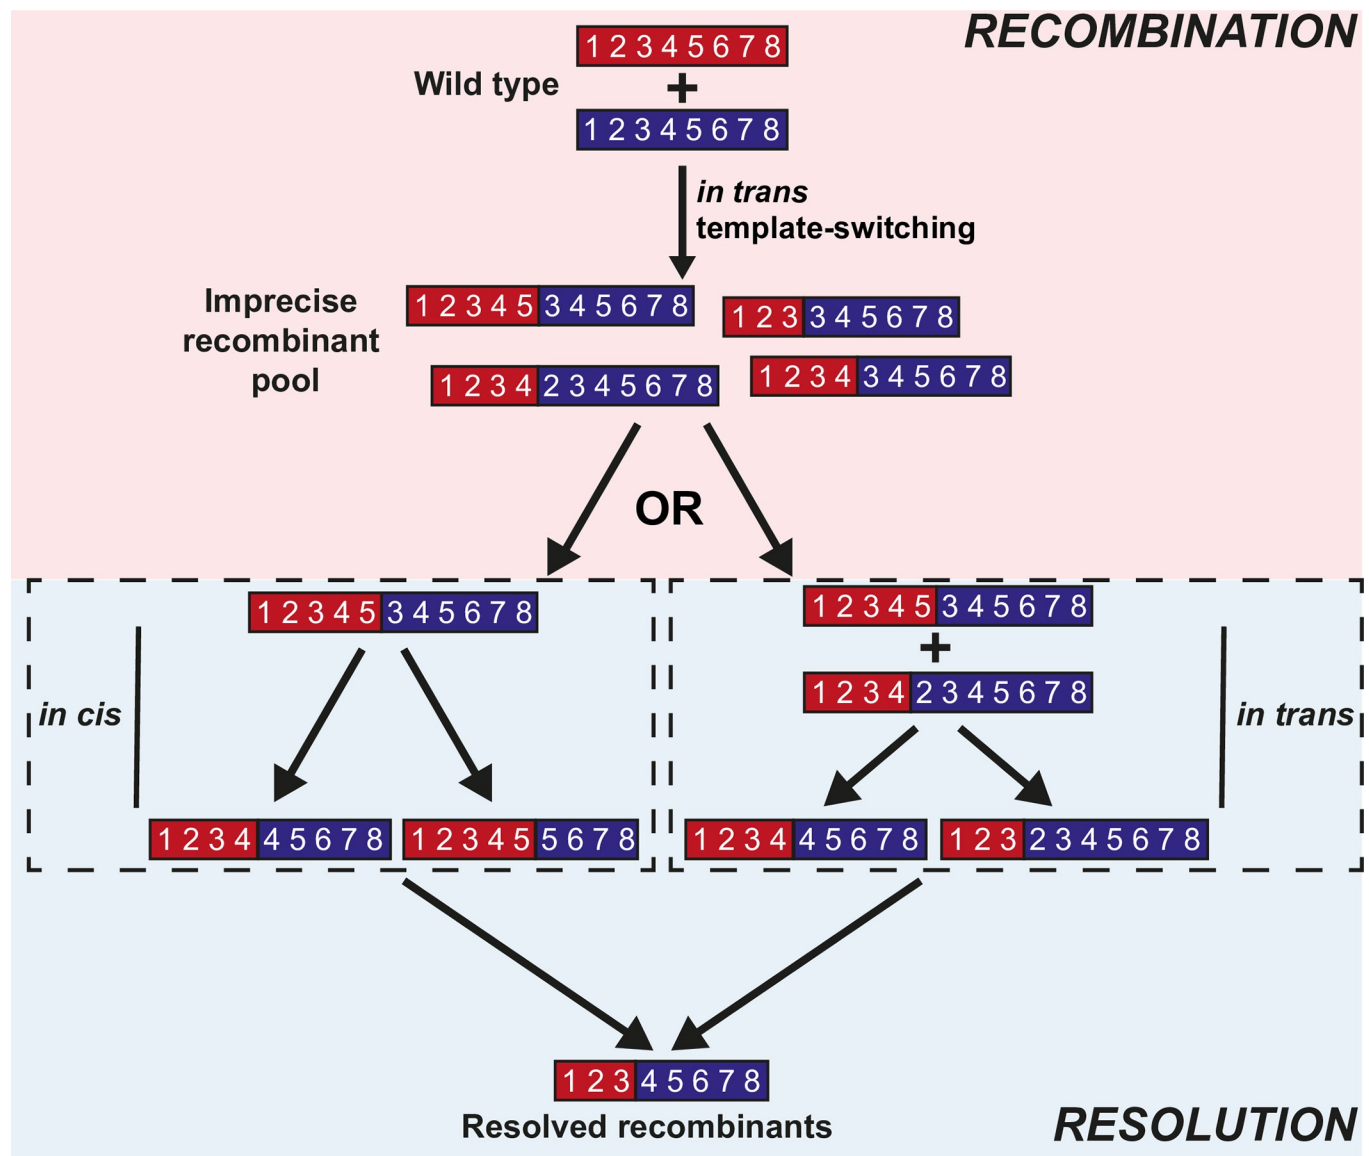 RECOMBINATION
1 2 3 4 5 6 7 8
Wild type
+
1 2 3 4 5 6 7 8
in trans
template-switching
Imprecise
recombinant
pool
1 2 3 4 5 3 4 5 6 7 8
1 2 3 3 4 5 6 7 8
1 2 3 4 2 3 4 5 6 7 8
1 2 3 4 3 4 5 6 7 8
OR
1 2 3 4 5 3 4 5 6 7 8
in cis
1 2 3 4 4 5 6 7 8
1 2 3 4 5 5 6 7 8
1 2 3 4 5 3 4 5 6 7 8
+
1 2 3 4 2 3 4 5 6 7 8
in trans
1 2 3 4 4 5 6 7 8
1 2 3 2 3 4 5 6 7 8
1 2 3 4 5 6 7 8
Resolved recombinants
RESOLUTION